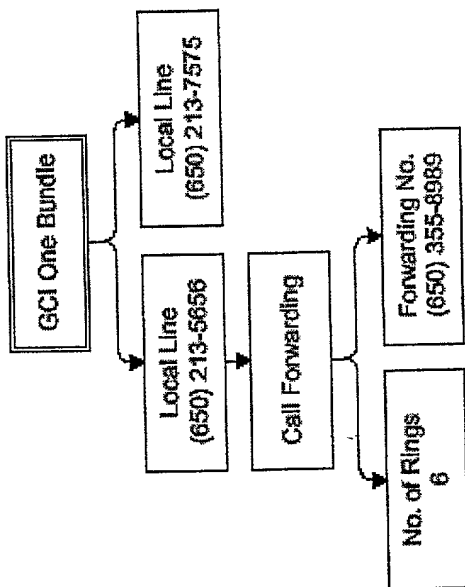 GCI One Bundle
Local Line
(650) 213-5656
Local Line
(650) 213-7575
Call Forwarding
No. of Rings
6
Forwarding No.
(650) 355-8989